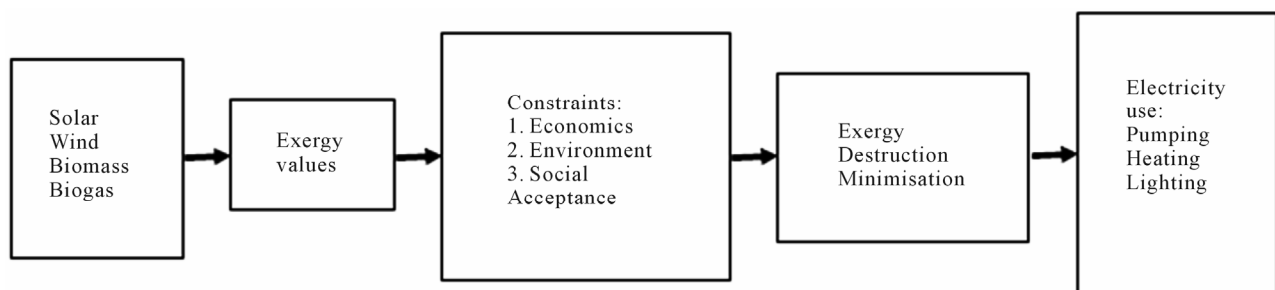 Solar
Wind
Biomass
Biogas
Exergy
values
Constraints:
1. Economics
2. Environment
3. Social
Acceptance
Exergy
Destruction
Minimisation
Electricity
use:
Pumping
Heating
Lighting